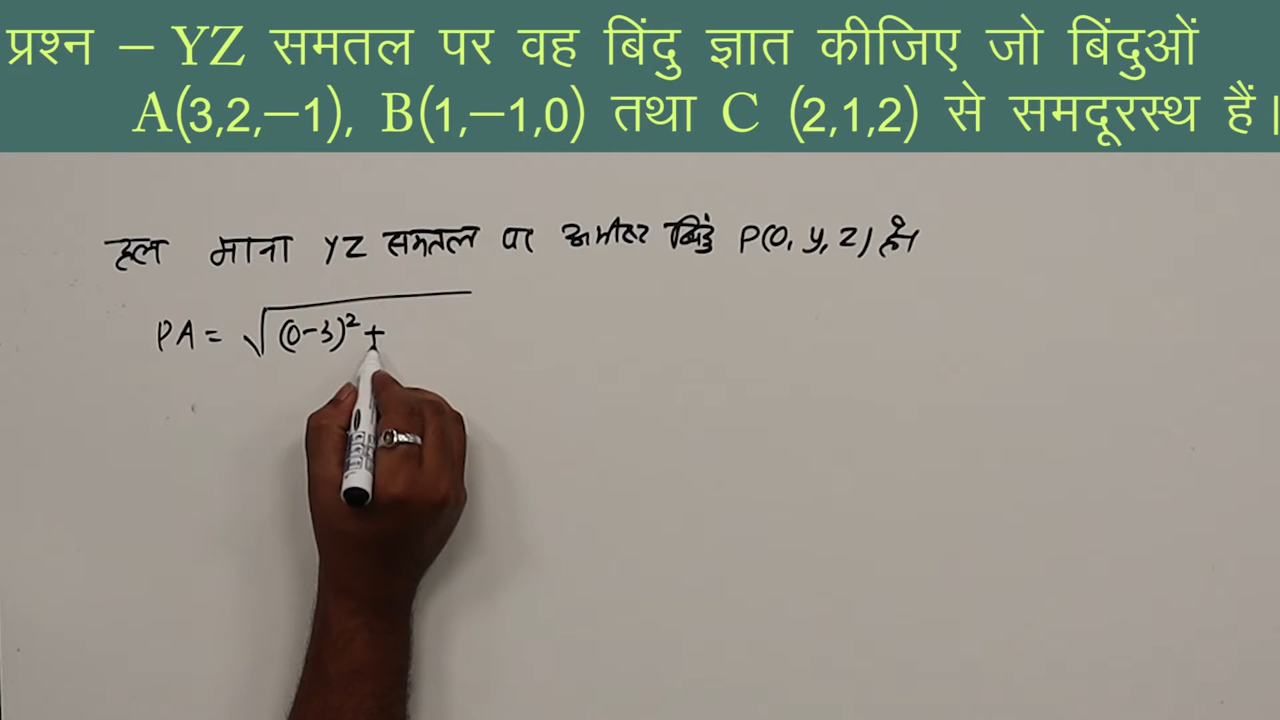 प्रश्न – YZ समतल पर वह बिंदु ज्ञात कीजिए जो बिंदुओं
A(3,2,–1), B(1,–1,0) तथा C (2,1,2) से समदूरस्थ हैं।
हल माना YZ समतल पर अभीष्ट बिंदु P(0, y, z) है।
PA = √(0-3)² +